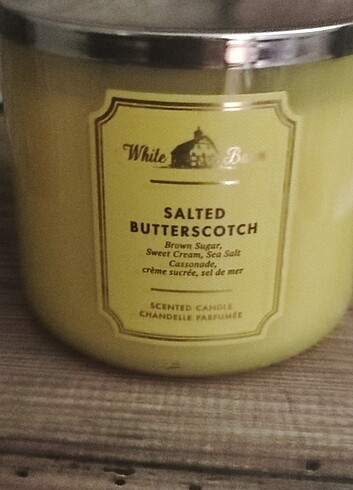 White Barn
SALTED
BUTTERSCOTCH
Brown Sugar,
Sweet Cream, Sea Salt
Cassonade,
crème sucrée, sel de mer
SCENTED CANDLE
CHANDELLE PARFUMÉE